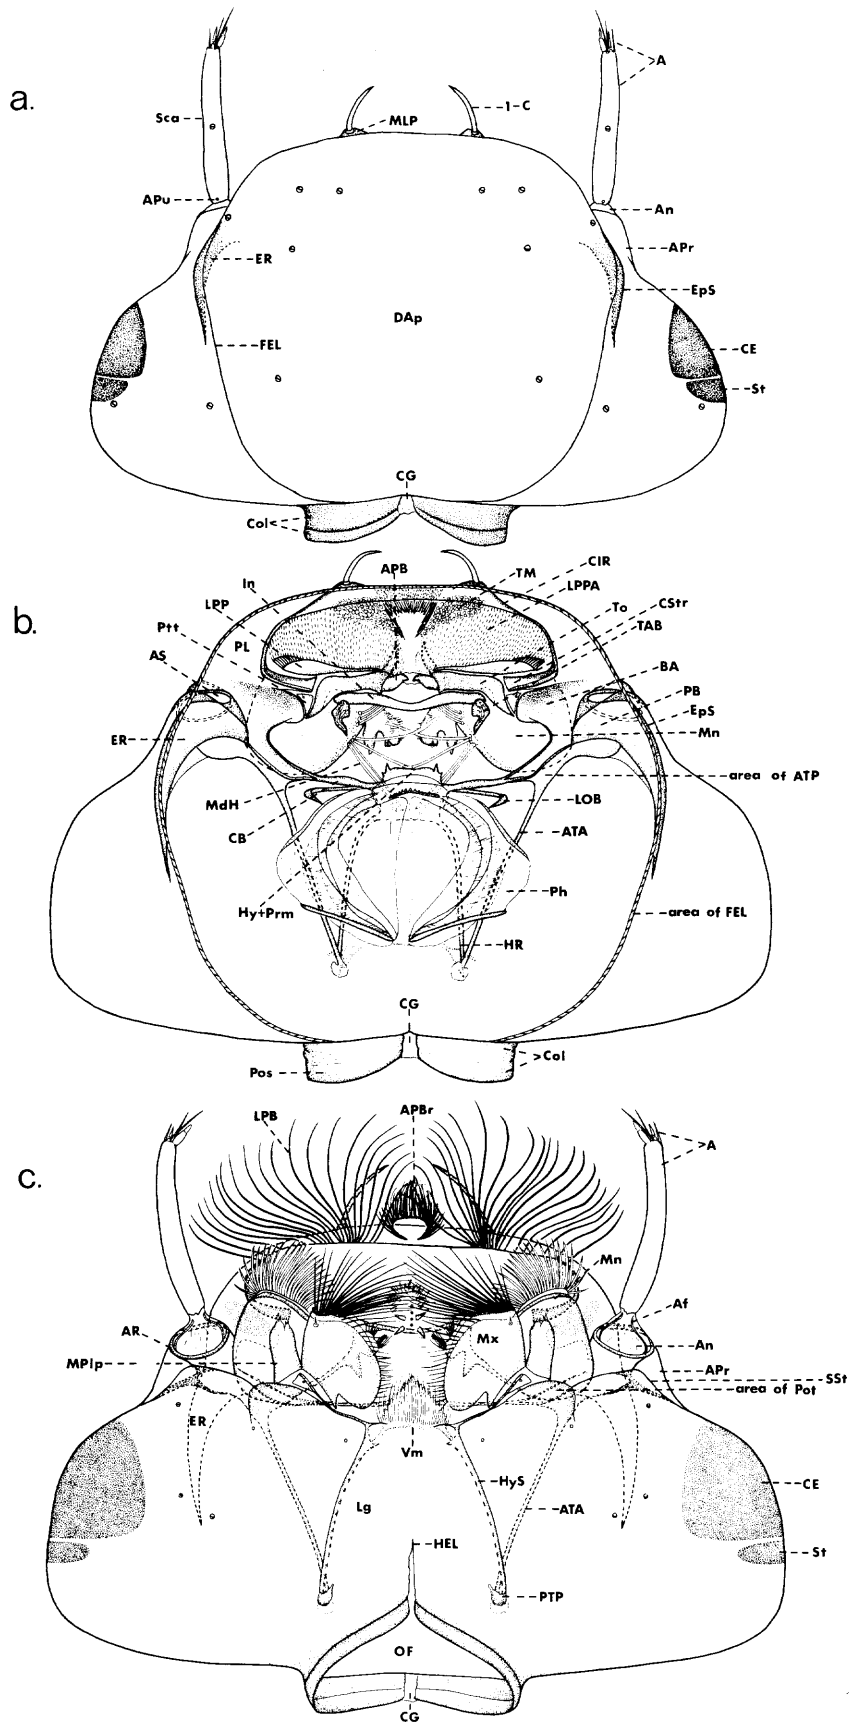 a.
A
Sca
MLP
1-C
APu
An
ER
APr
EpS
DAp
FEL
CE
St
CG
Col
b.
In
APB
TM
CIR
LPP
LPPA
To
CStr
Ptt
TAB
PL
AS
BA
PB
EpS
ER
Mn
area of ATP
MdH
LOB
CB
ATA
Ph
Hy+Prm
area of FEL
HR
CG
Col
Pos
c.
LPB
APBr
A
Mn
Af
AR
Mx
An
MPlp
APr
SSt
area of Pot
ER
Vm
HyS
CE
Lg
ATA
HEL
St
PTP
OF
CG